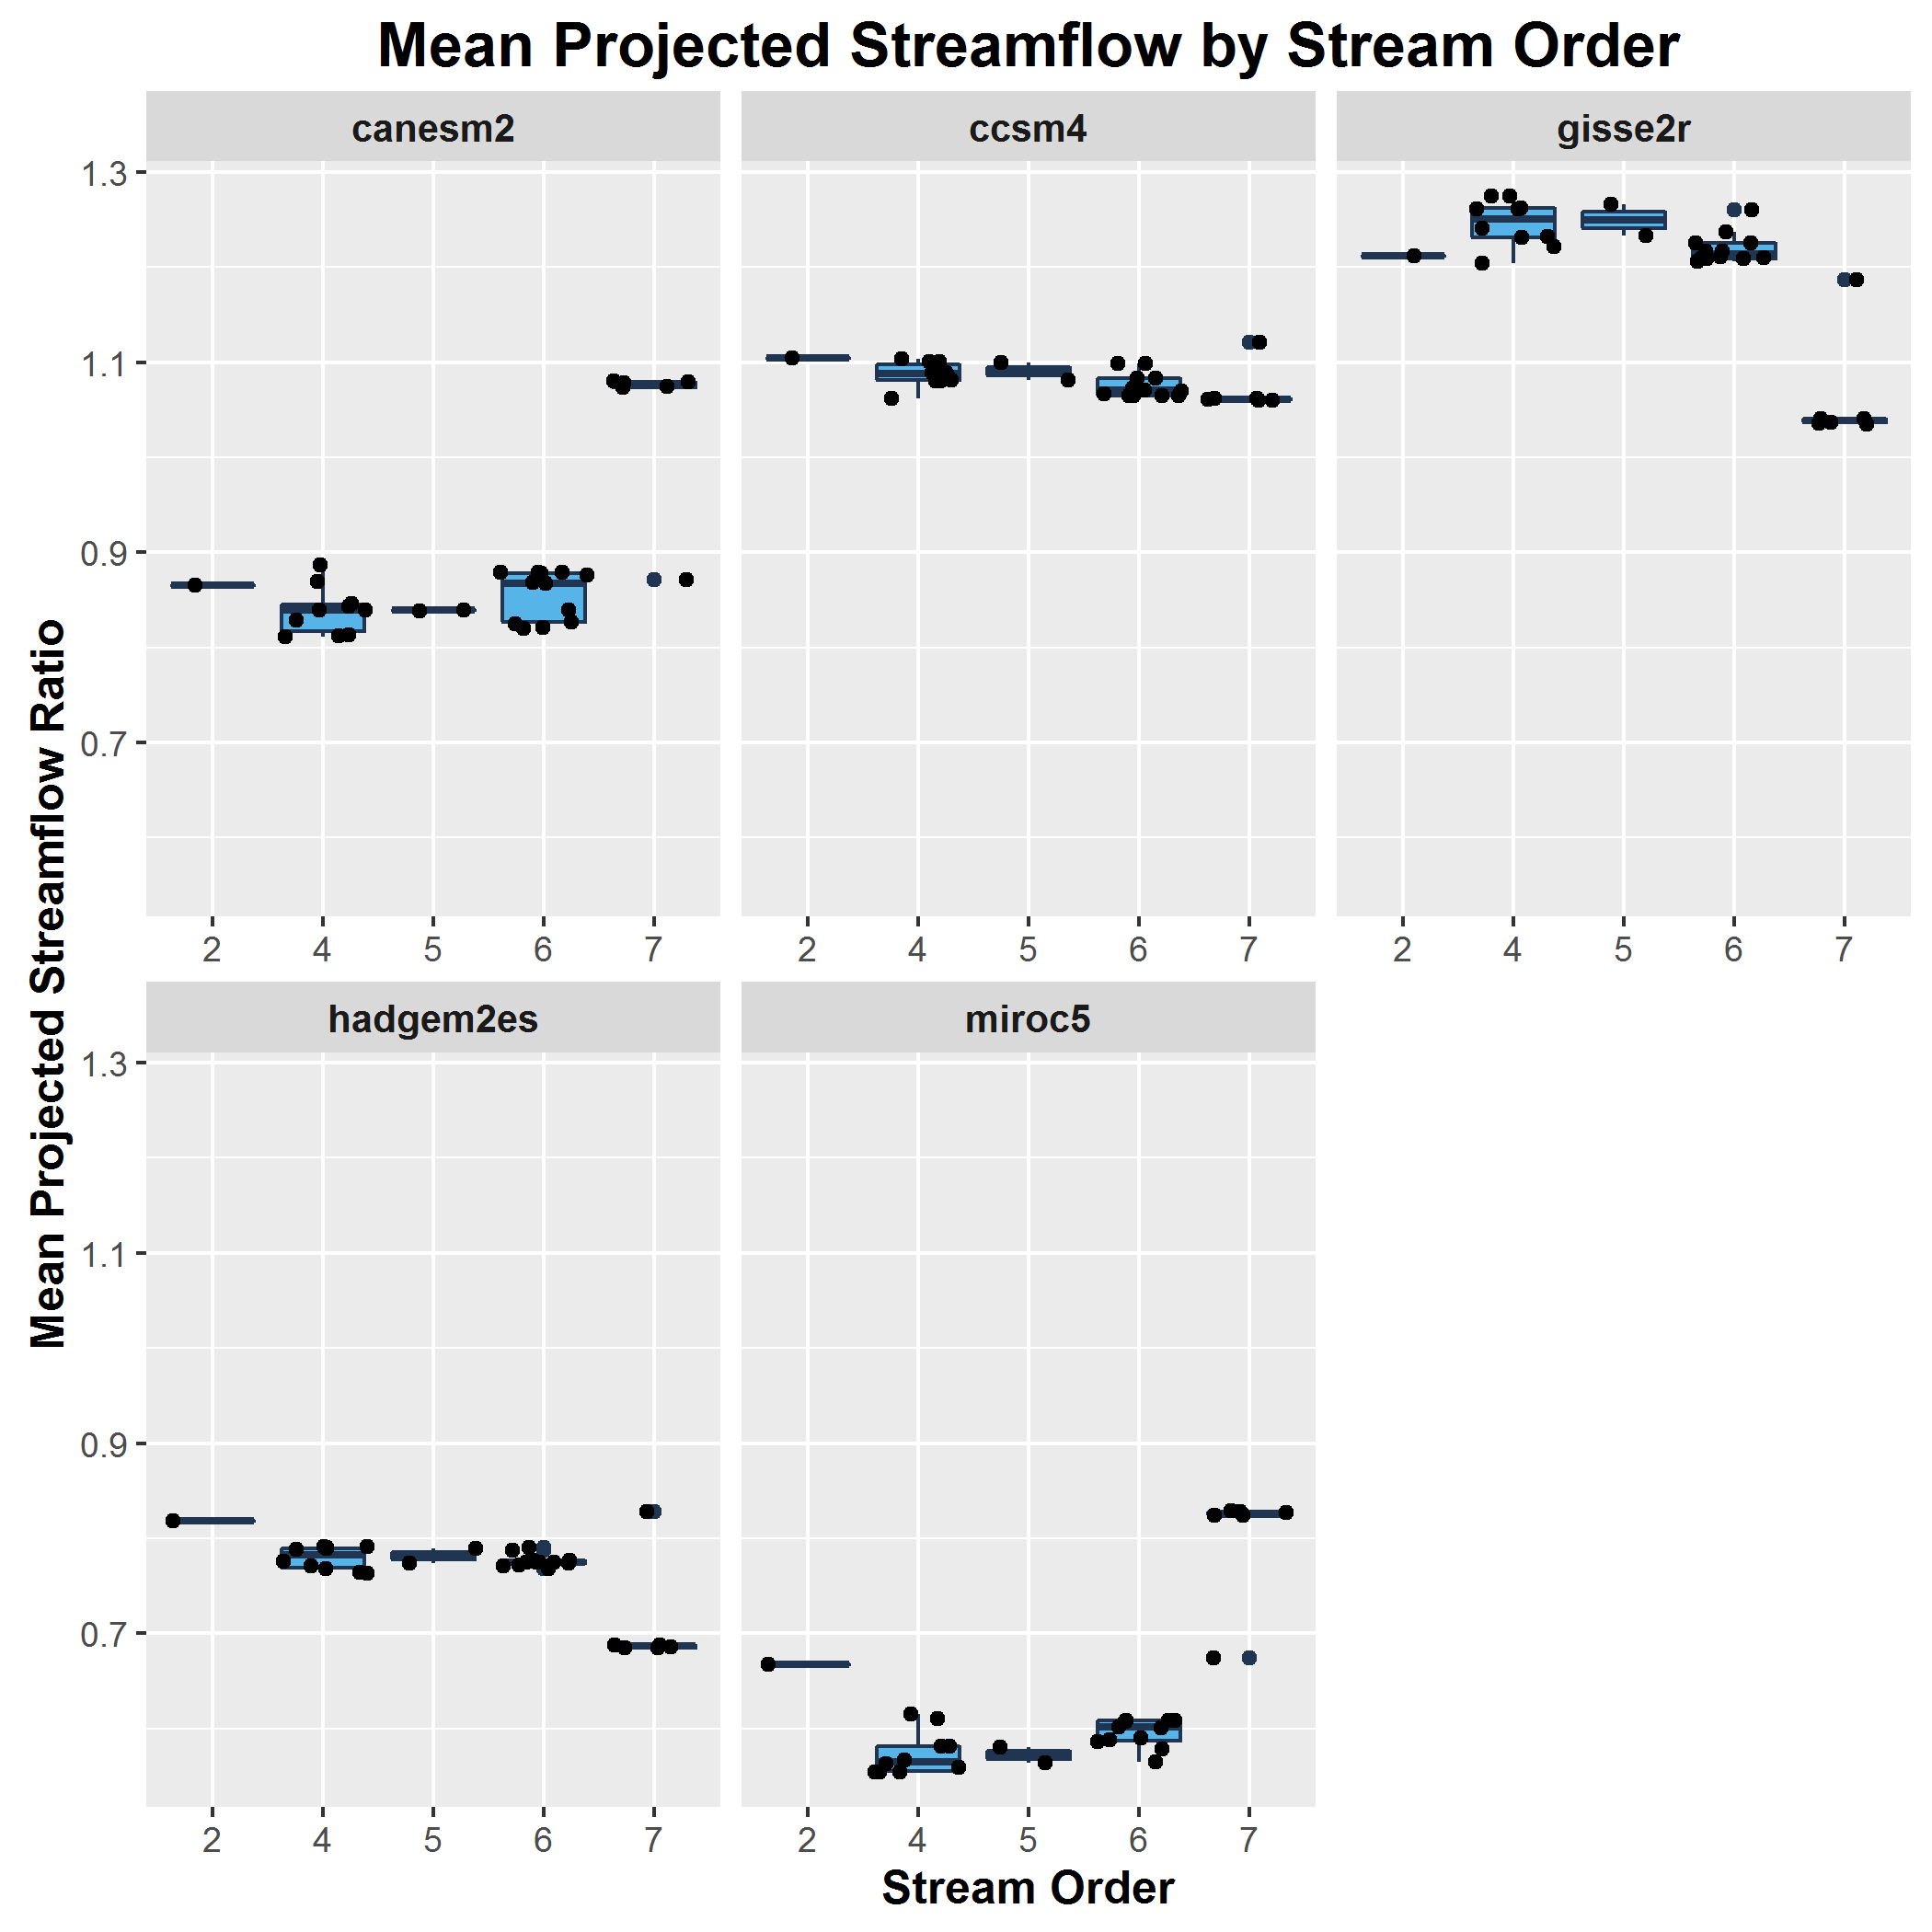 Mean Projected Streamflow by Stream Order
canesm2 ccsm4 gisse2r
1.3
1.1
0.9
0.7
2 4 5 6 7 2 4 5 6 7 2 4 5 6 7
Mean Projected Streamflow Ratio
hadgem2es miroc5
1.3
1.1
0.9
0.7
2 4 5 6 7 2 4 5 6 7
Stream Order